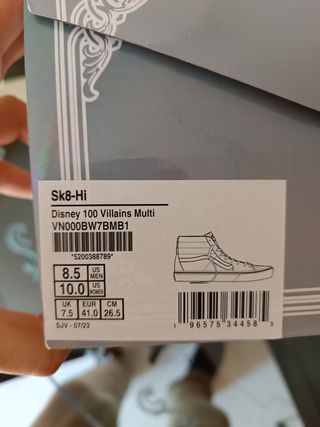 Sk8-Hi
Disney 100 Villains Multi
VN000BW7BMB1
*5200388789*
8.5 US MEN
10.0 US WOMEN
UK EUR CM
7.5 41.0 26.5
SJV - 07/23
1 96575 34458 5